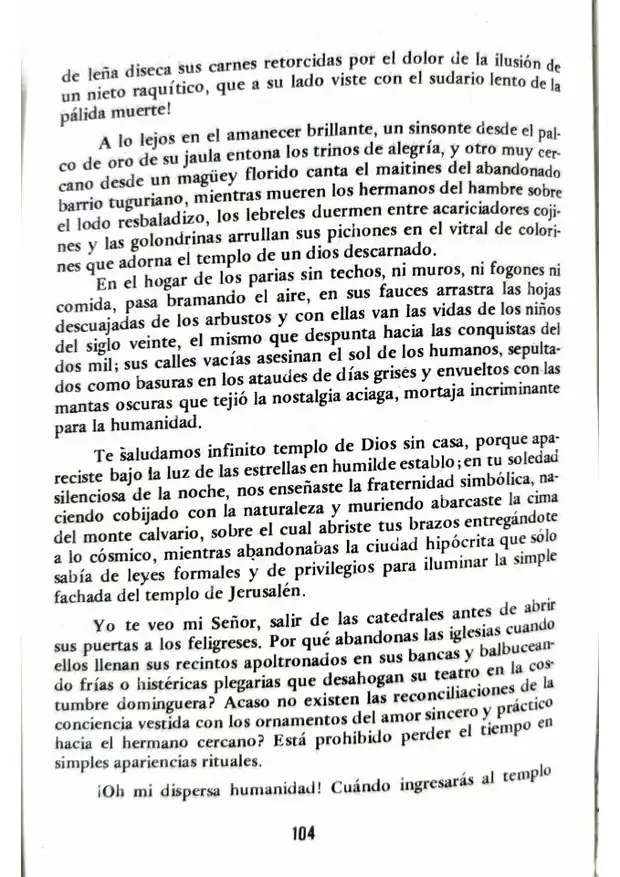 de leña diseca sus carnes retorcidas por el dolor de la ilusión de
un nieto raquítico, que a su lado viste con el sudario lento de la
pálida muerte!
A lo lejos en el amanecer brillante, un sinsonte desde el pal-
co de oro de su jaula entona los trinos de alegría, y otro muy cer-
cano desde un magüey florido canta el maitines del abandonado
barrio tuguriano, mientras mueren los hermanos del hambre sobre
el lodo resbaladizo, los lebreles duermen entre acariciadores coji-
nes y las golondrinas arrullan sus pichones en el vitral de colori-
nes que adorna el templo de un dios descarnado.
En el hogar de los parias sin techos, ni muros, ni fogones ni
comida, pasa bramando el aire, en sus fauces arrastra las hojas
descuajadas de los arbustos y con ellas van las vidas de los niños
del siglo veinte, el mismo que despunta hacia las conquistas del
dos mil; sus calles vacías asesinan el sol de los humanos, sepulta-
dos como basuras en los ataudes de días grises y envueltos con las
mantas oscuras que tejió la nostalgia aciaga, mortaja incriminante
para la humanidad.
Te saludamos infinito templo de Dios sin casa, porque apa-
reciste bajo la luz de las estrellas en humilde establo; en tu soledad
silenciosa de la noche, nos enseñaste la fraternidad simbólica, na-
ciendo cobijado con la naturaleza y muriendo abarcaste la cima
del monte calvario, sobre el cual abriste tus brazos entregándote
a lo cósmico, mientras abandonabas la ciudad hipócrita que sólo
sabía de leyes formales y de privilegios para iluminar la simple
fachada del templo de Jerusalén.
Yo te veo mi Señor, salir de las catedrales antes de abrir
sus puertas a los feligreses. Por qué abandonas las iglesias cuando
ellos llenan sus recintos apoltronados en sus bancas y balbucean-
do frías o histéricas plegarias que desahogan su teatro en la cos-
tumbre dominguera? Acaso no existen las reconciliaciones de la
conciencia vestida con los ornamentos del amor sincero y práctico
hacia el hermano cercano? Está prohibido perder el tiempo en
simples apariencias rituales.
¡Oh mi dispersa humanidad! Cuándo ingresarás al templo
104